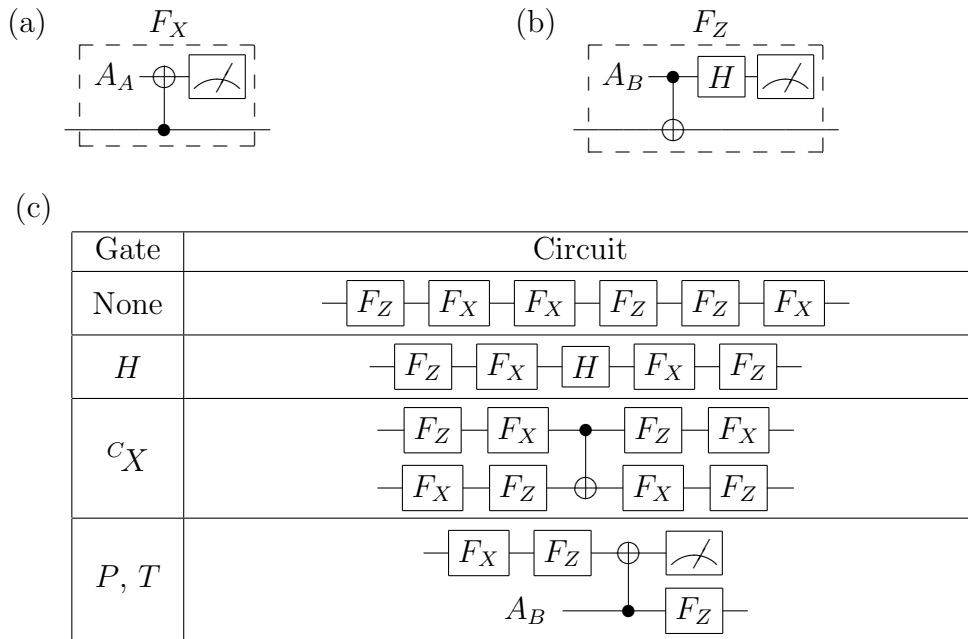 (a) F_X (b) F_Z
A_A A_B H
(c)
Gate Circuit
None F_Z F_X F_X F_Z F_Z F_X
H F_Z F_X H F_X F_Z
^CX F_Z F_X F_Z F_X
F_X F_Z F_X F_Z
P, T F_X F_Z
A_B F_Z